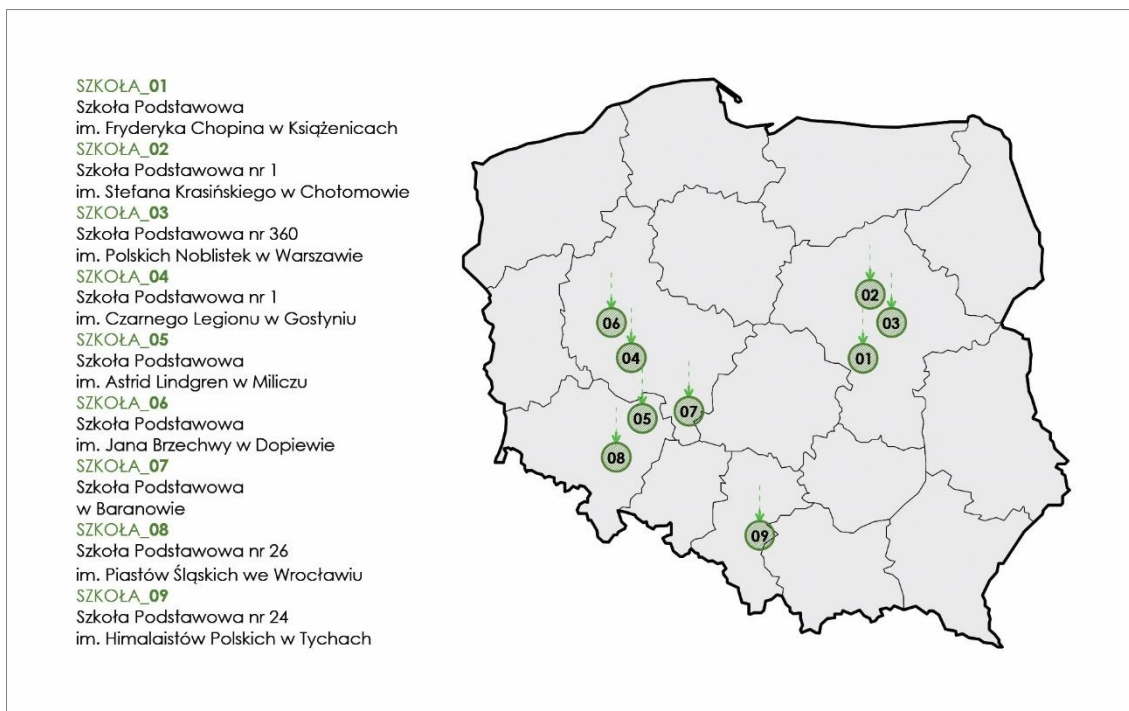 SZKOŁA_01
Szkoła Podstawowa
im. Fryderyka Chopina w Książenicach
SZKOŁA_02
Szkoła Podstawowa nr 1
im. Stefana Krasińskiego w Chotomowie
SZKOŁA_03
Szkoła Podstawowa nr 360
im. Polskich Noblistek w Warszawie
SZKOŁA_04
Szkoła Podstawowa nr 1
im. Czarnego Legionu w Gostyniu
SZKOŁA_05
Szkoła Podstawowa
im. Astrid Lindgren w Miliczu
SZKOŁA_06
Szkoła Podstawowa
im. Jana Brzechwy w Dopiewie
SZKOŁA_07
Szkoła Podstawowa
w Baranowie
SZKOŁA_08
Szkoła Podstawowa nr 26
im. Piastów Śląskich we Wrocławiu
SZKOŁA_09
Szkoła Podstawowa nr 24
im. Himalaistów Polskich w Tychach
02
06
03
04
01
05
07
08
09